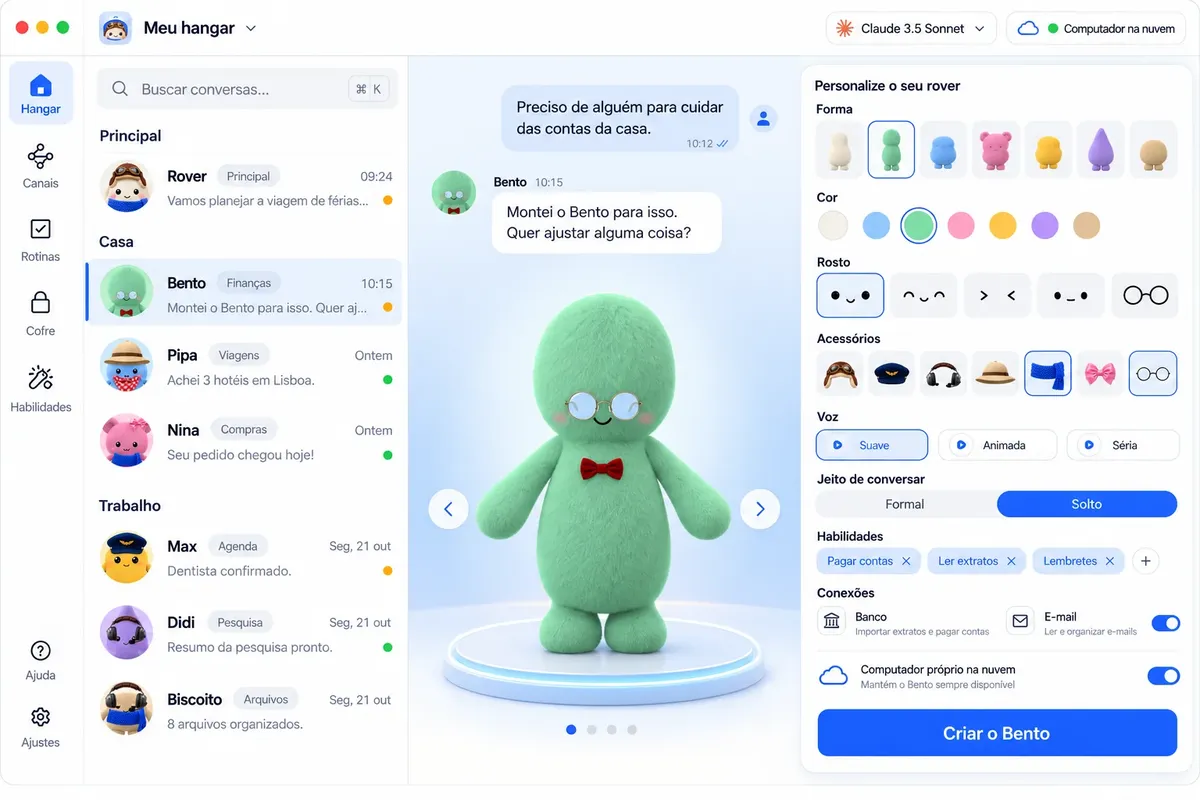 Meu hangar
Claude 3.5 Sonnet
Computador na nuvem
Hangar
Canais
Rotinas
Cofre
Habilidades
Ajuda
Ajustes
Buscar conversas...
⌘ K
Principal
Rover
Principal
09:24
Vamos planejar a viagem de férias...
Casa
Bento
Finanças
10:15
Montei o Bento para isso. Quer aj...
Pipa
Viagens
Ontem
Achei 3 hotéis em Lisboa.
Nina
Compras
Ontem
Seu pedido chegou hoje!
Trabalho
Max
Agenda
Seg, 21 out
Dentista confirmado.
Didi
Pesquisa
Seg, 21 out
Resumo da pesquisa pronto.
Biscoito
Arquivos
Seg, 21 out
8 arquivos organizados.
Preciso de alguém para cuidar
das contas da casa.
10:12
Bento 10:15
Montei o Bento para isso.
Quer ajustar alguma coisa?
Personalize o seu rover
Forma
Cor
Rosto
Acessórios
Voz
Suave
Animada
Séria
Jeito de conversar
Formal
Solto
Habilidades
Pagar contas
Ler extratos
Lembretes
Conexões
Banco
Importar extratos e pagar contas
E-mail
Ler e organizar e-mails
Computador próprio na nuvem
Mantém o Bento sempre disponível
Criar o Bento